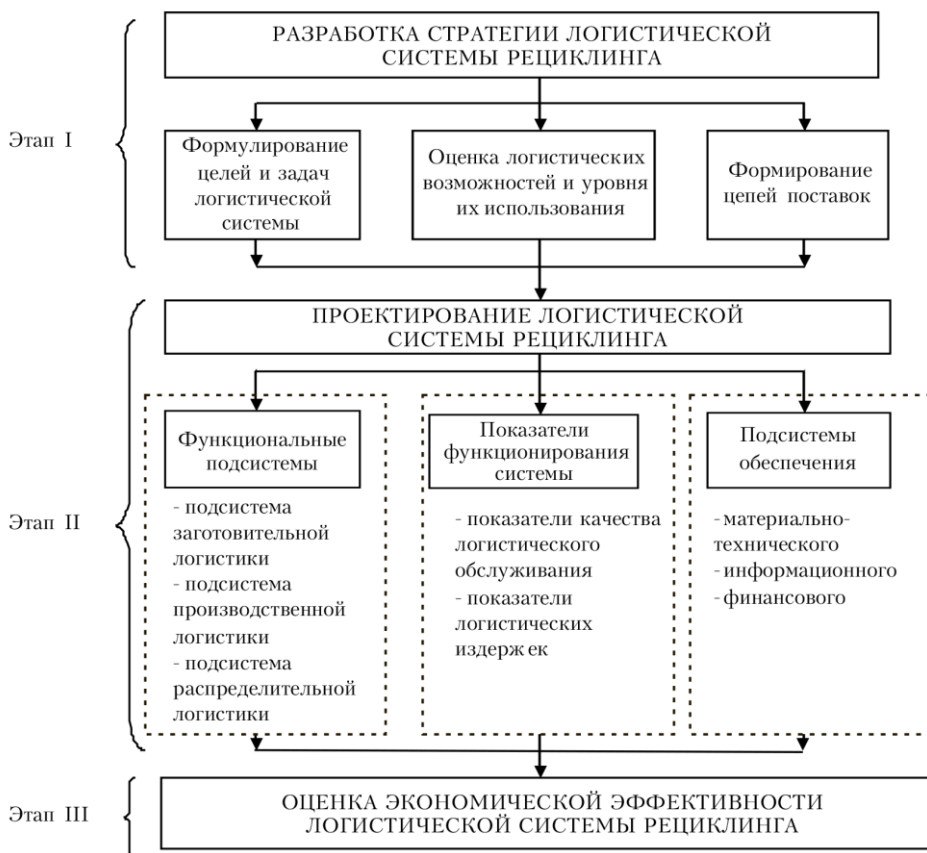 РАЗРАБОТКА СТРАТЕГИИ ЛОГИСТИЧЕСКОЙ
СИСТЕМЫ РЕЦИКЛИНГА
Этап I
Формулирование
целей и задач
логистической
системы
Оценка логистических
возможностей и уровня
их использования
Формирование
цепей поставок
ПРОЕКТИРОВАНИЕ ЛОГИСТИЧЕСКОЙ
СИСТЕМЫ РЕЦИКЛИНГА
Этап II
Функциональные
подсистемы
- подсистема
заготовительной
логистики
- подсистема
производственной
логистики
- подсистема
распределительной
логистики
Показатели
функционирования
системы
- показатели качества
логистического
обслуживания
- показатели
логистических
издержек
Подсистемы
обеспечения
- материально-
технического
- информационного
- финансового
Этап III
ОЦЕНКА ЭКОНОМИЧЕСКОЙ ЭФФЕКТИВНОСТИ
ЛОГИСТИЧЕСКОЙ СИСТЕМЫ РЕЦИКЛИНГА